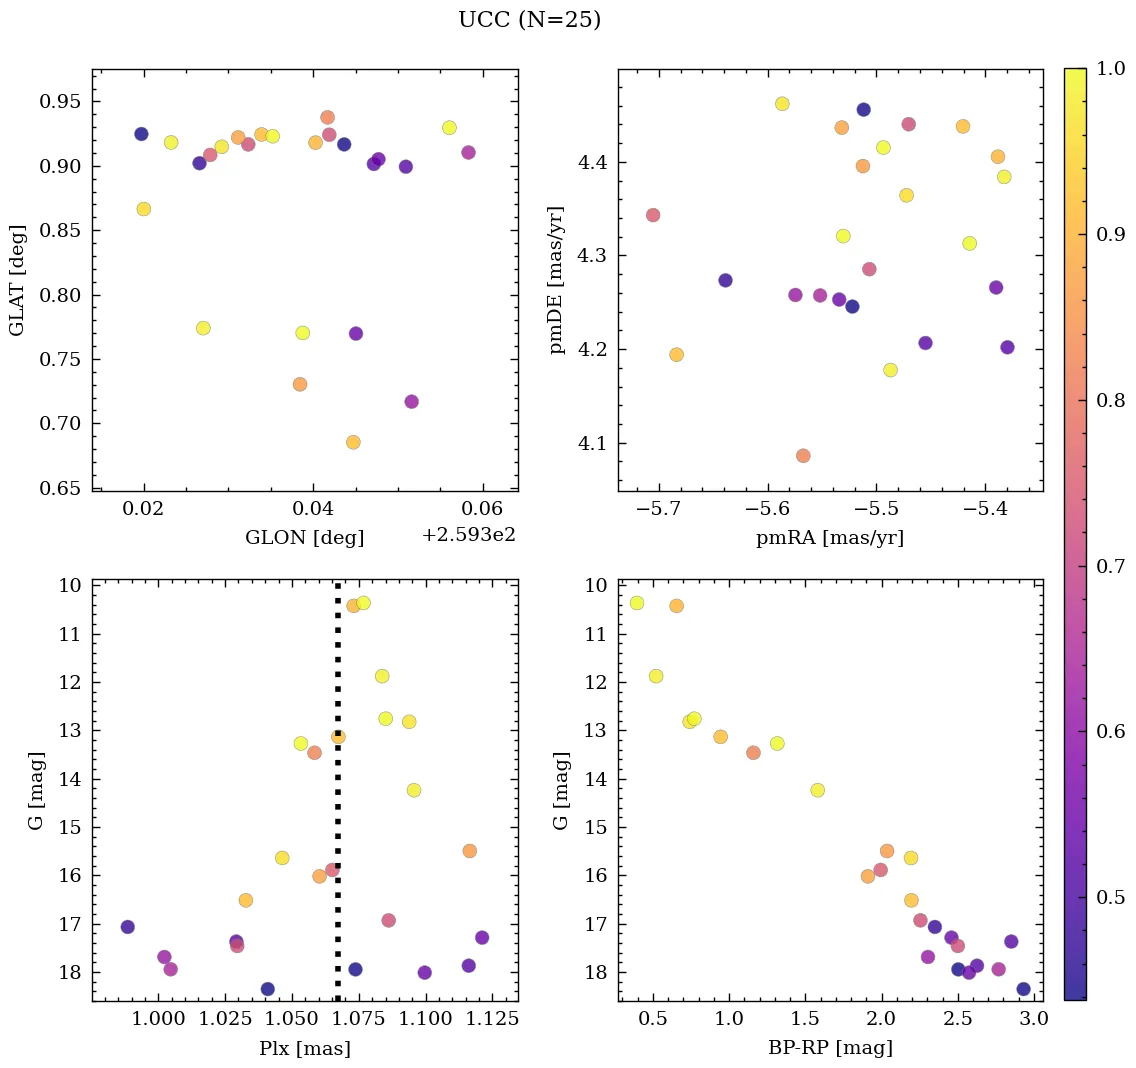 UCC (N=25)
0.95
0.90
0.85
0.80
0.75
0.70
0.65
GLAT [deg]
0.02 0.04 0.06
GLON [deg]
+2.593e2
4.4
4.3
4.2
4.1
pmDE [mas/yr]
−5.7 −5.6 −5.5 −5.4
pmRA [mas/yr]
10
11
12
13
14
15
16
17
18
G [mag]
1.000 1.025 1.050 1.075 1.100 1.125
Plx [mas]
10
11
12
13
14
15
16
17
18
G [mag]
0.5 1.0 1.5 2.0 2.5 3.0
BP-RP [mag]
1.0
0.9
0.8
0.7
0.6
0.5